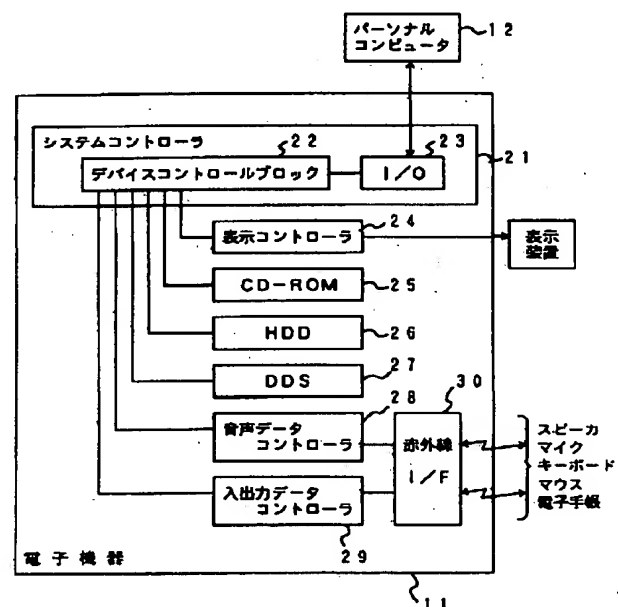 パーソナル
コンピュータ
12
システムコントローラ
22
23
デバイスコントロールブロック
I/O
21
表示コントローラ
24
表示
装置
CD-ROM
25
HDD
26
DDS
27
28
30
音声データ
コントローラ
赤外線
I/F
スピーカ
マイク
キーボード
マウス
電子手帳
入出力データ
コントローラ
29
電子機器
11